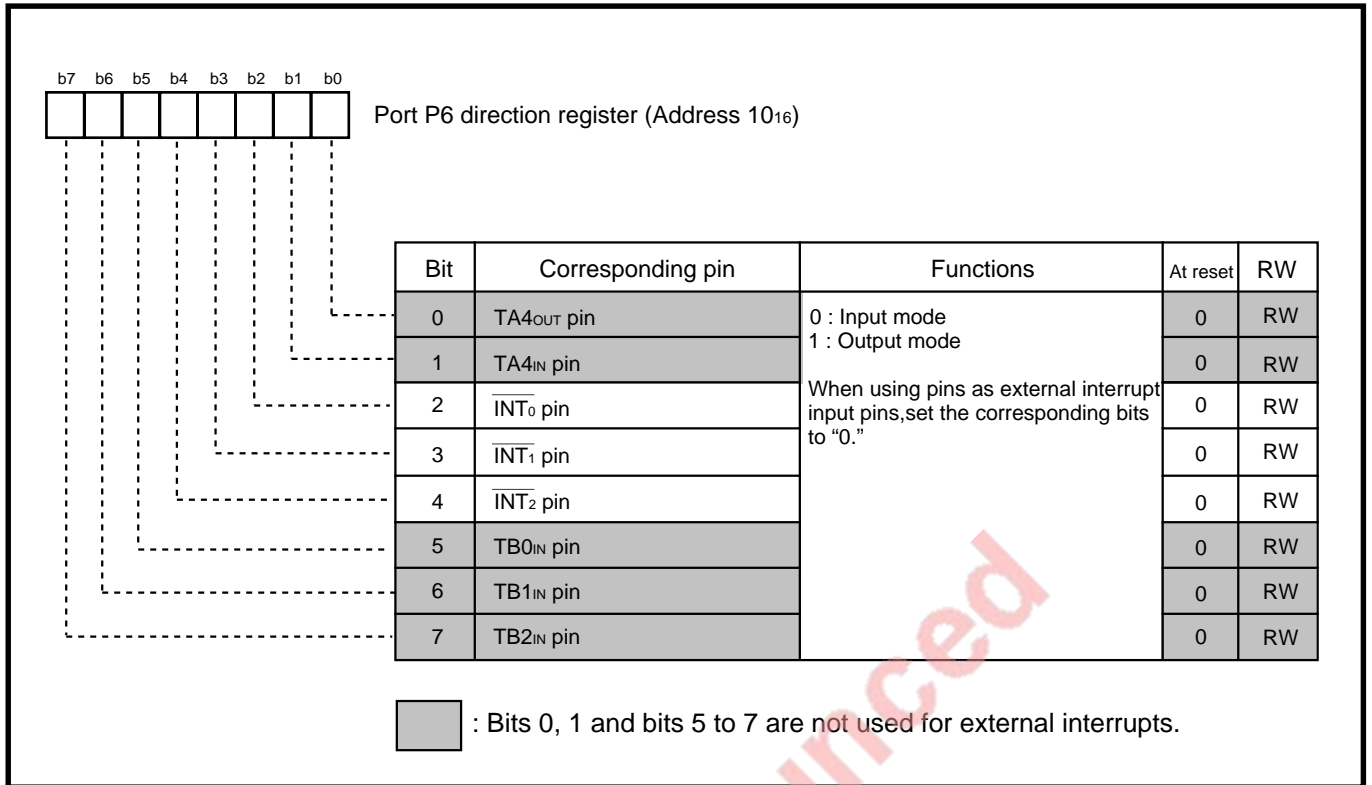 b7 b6 b5 b4 b3 b2 b1 b0
Port P6 direction register (Address 10₁₆)
Bit Corresponding pin Functions At reset RW
0 TA4OUT pin 0 : Input mode 0 RW
1 : Output mode
1 TA4IN pin 0 RW
When using pins as external interrupt
input pins,set the corresponding bits
to “0.”
2 I̅N̅T̅₀ pin 0 RW
3 I̅N̅T̅₁ pin 0 RW
4 I̅N̅T̅₂ pin 0 RW
5 TB0IN pin 0 RW
6 TB1IN pin 0 RW
7 TB2IN pin 0 RW
: Bits 0, 1 and bits 5 to 7 are not used for external interrupts.